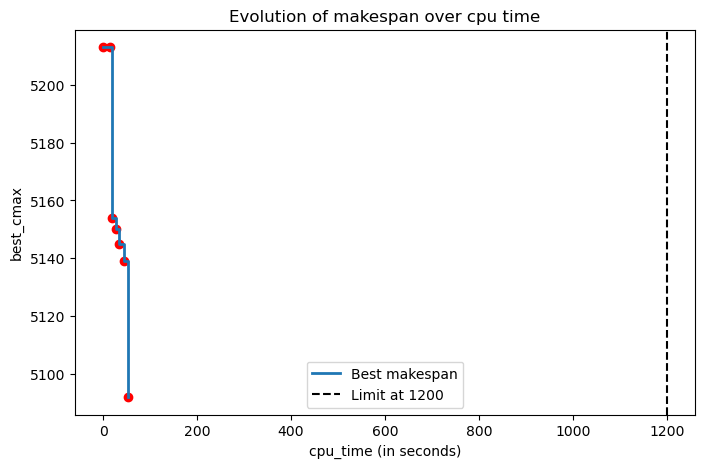 Evolution of makespan over cpu time
best_cmax
5200
5180
5160
5140
5120
5100
Best makespan
Limit at 1200
0
200
400
600
800
1000
1200
cpu_time (in seconds)